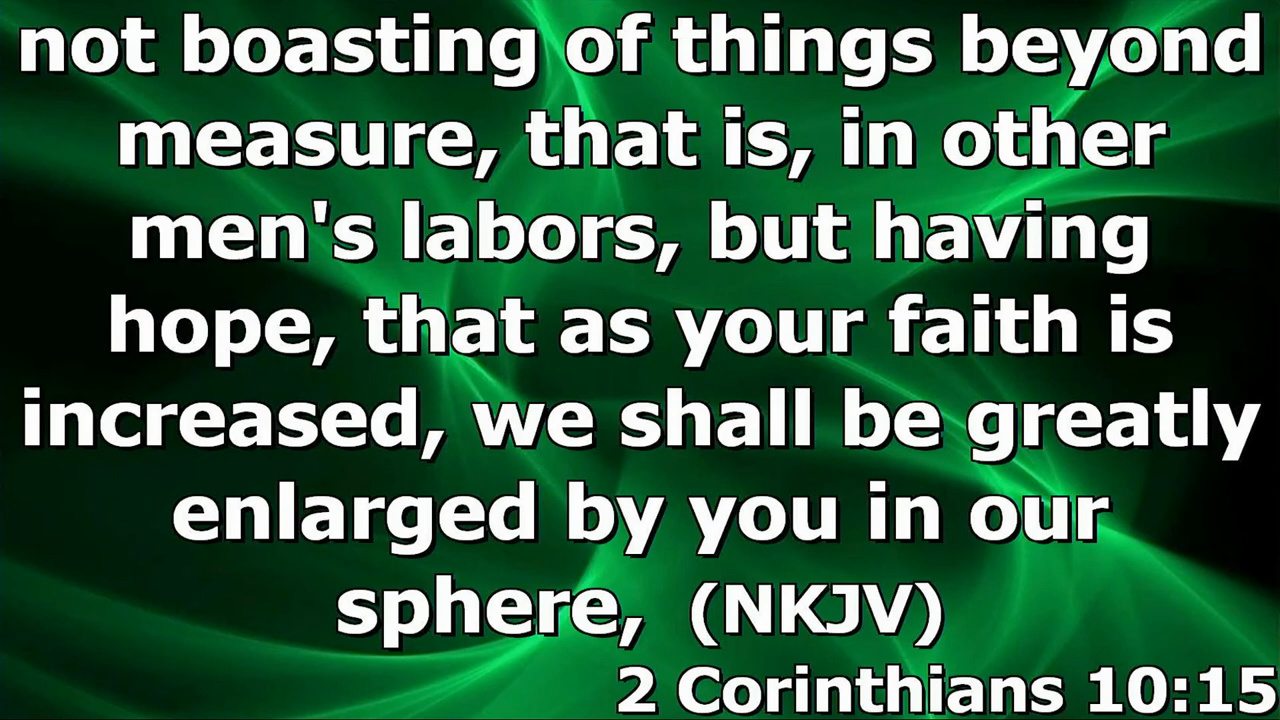 not boasting of things beyond
measure, that is, in other
men's labors, but having
hope, that as your faith is
increased, we shall be greatly
enlarged by you in our
sphere, (NKJV)
2 Corinthians 10:15